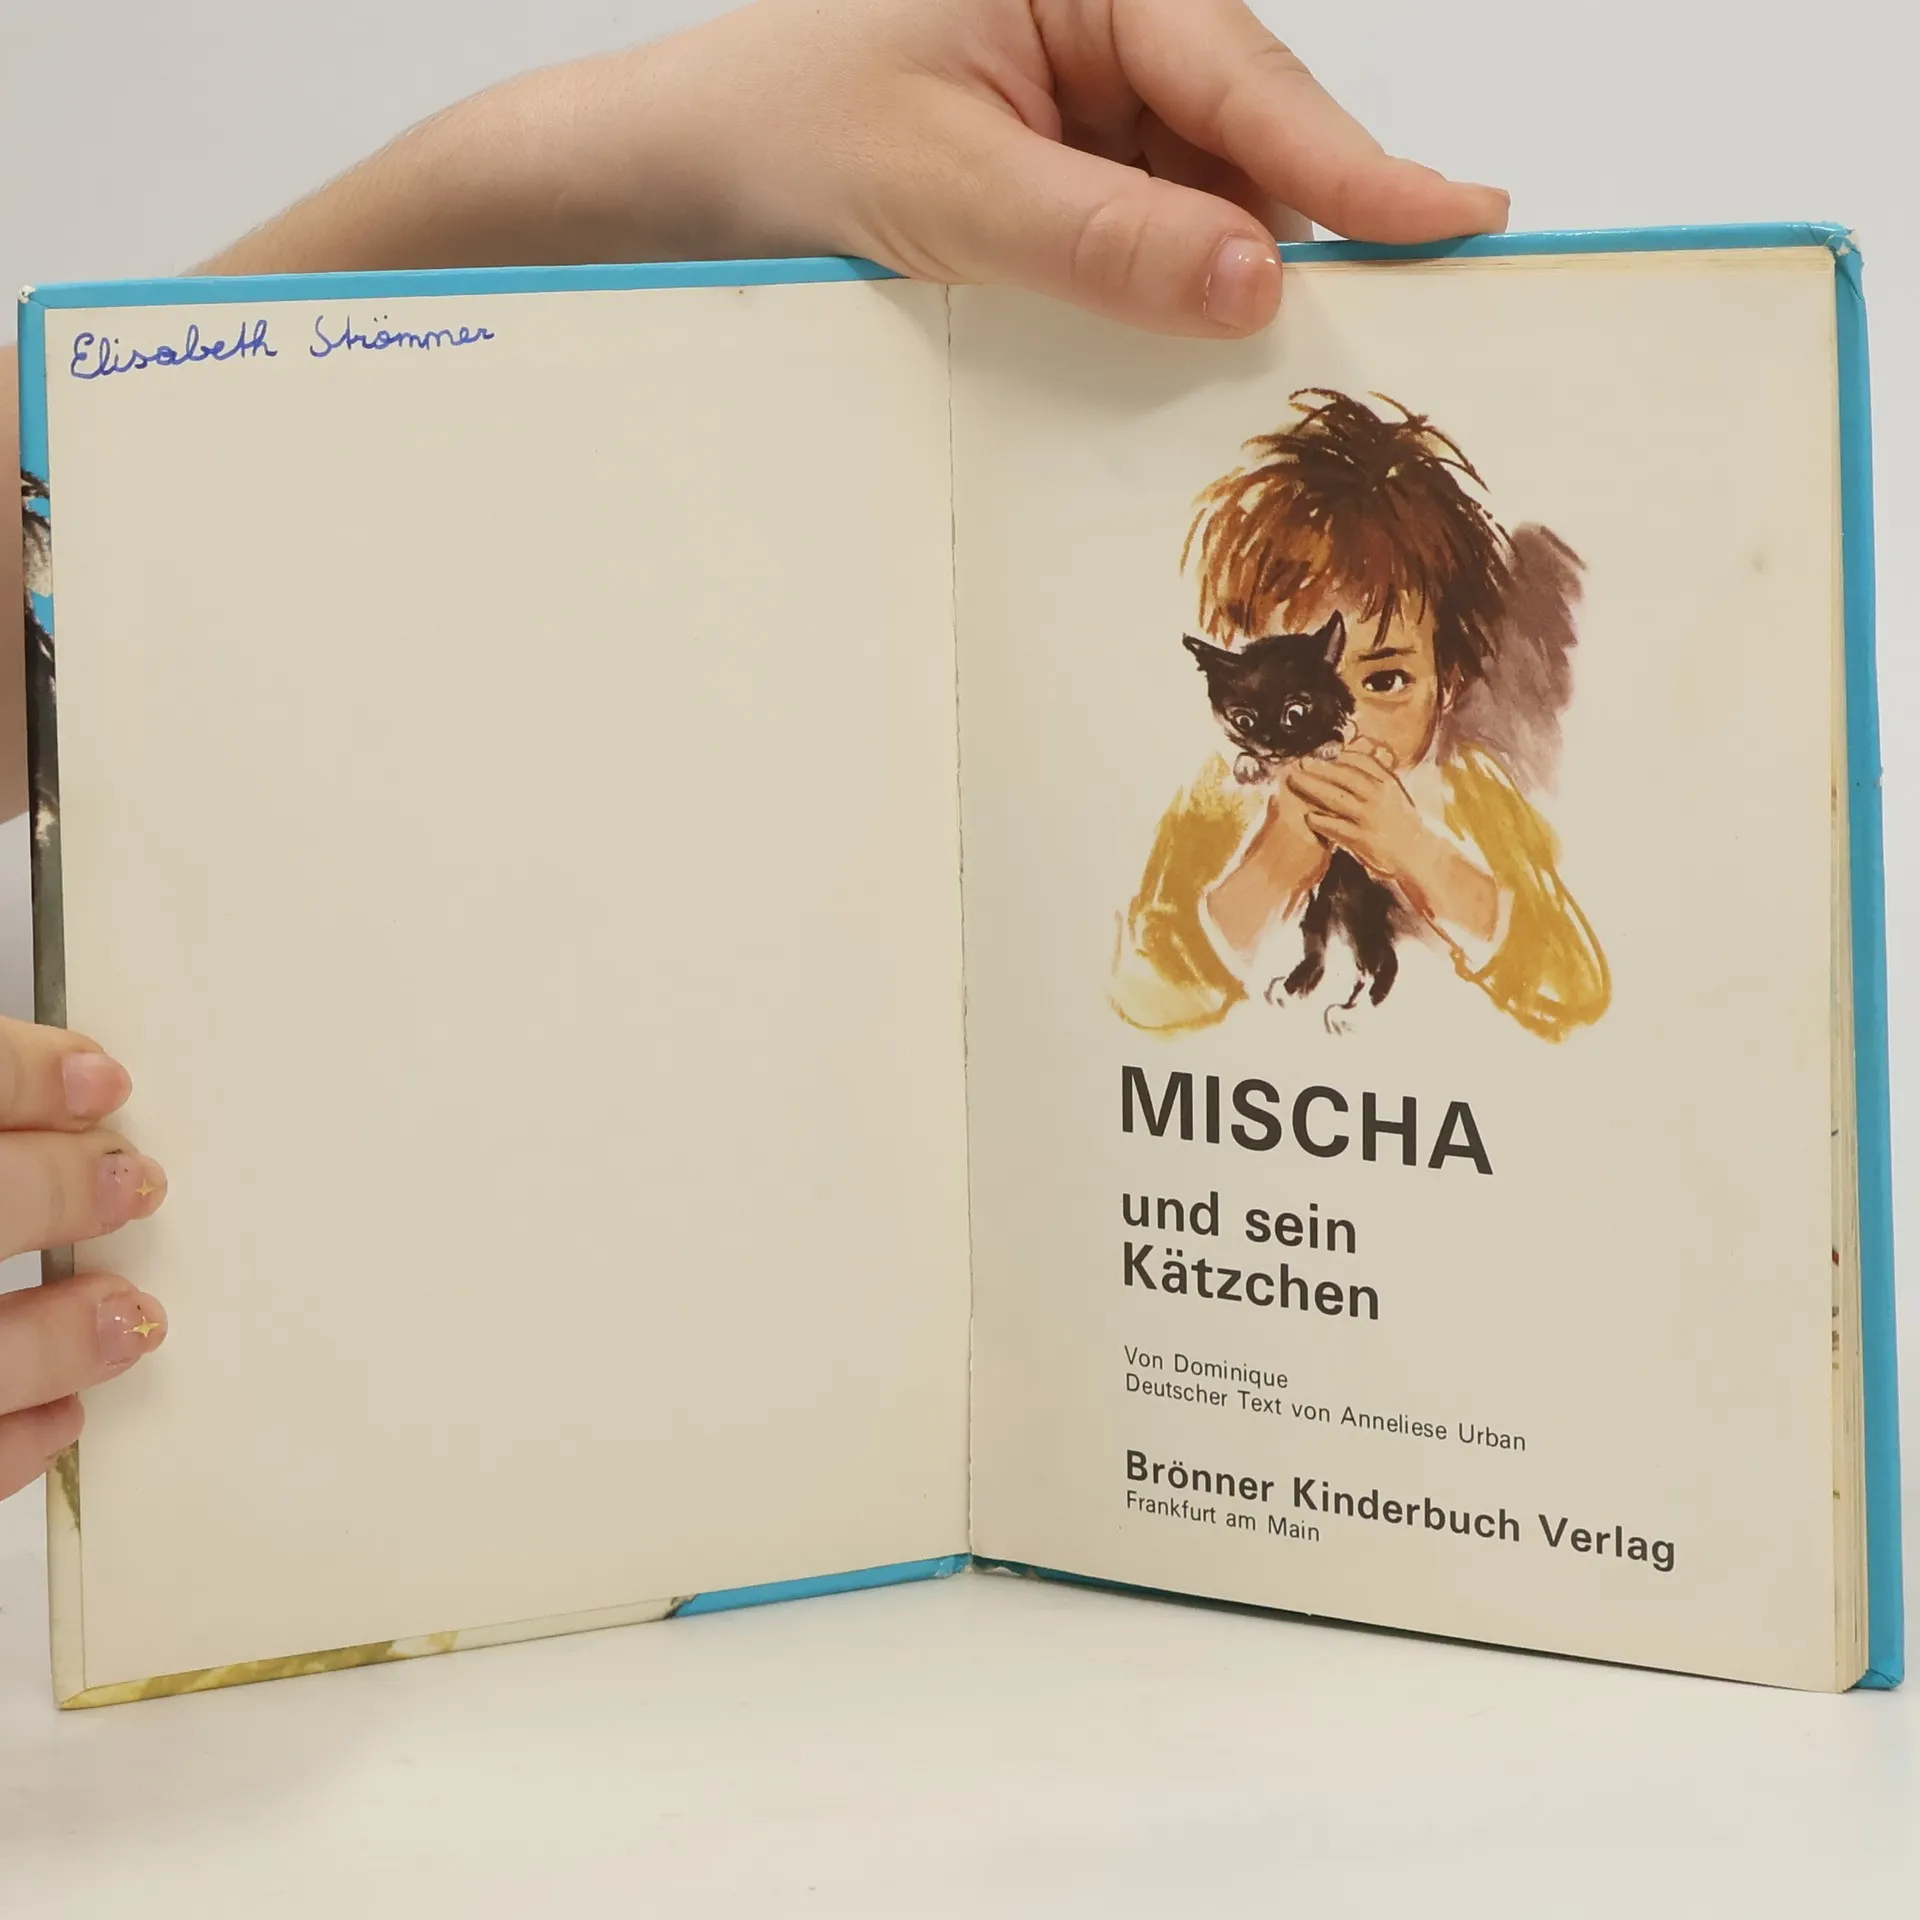 Elisabeth Strömmer
MISCHA
und sein
Kätzchen
Von Dominique
Deutscher Text von Anneliese Urban
Brönner Kinderbuch Verlag
Frankfurt am Main